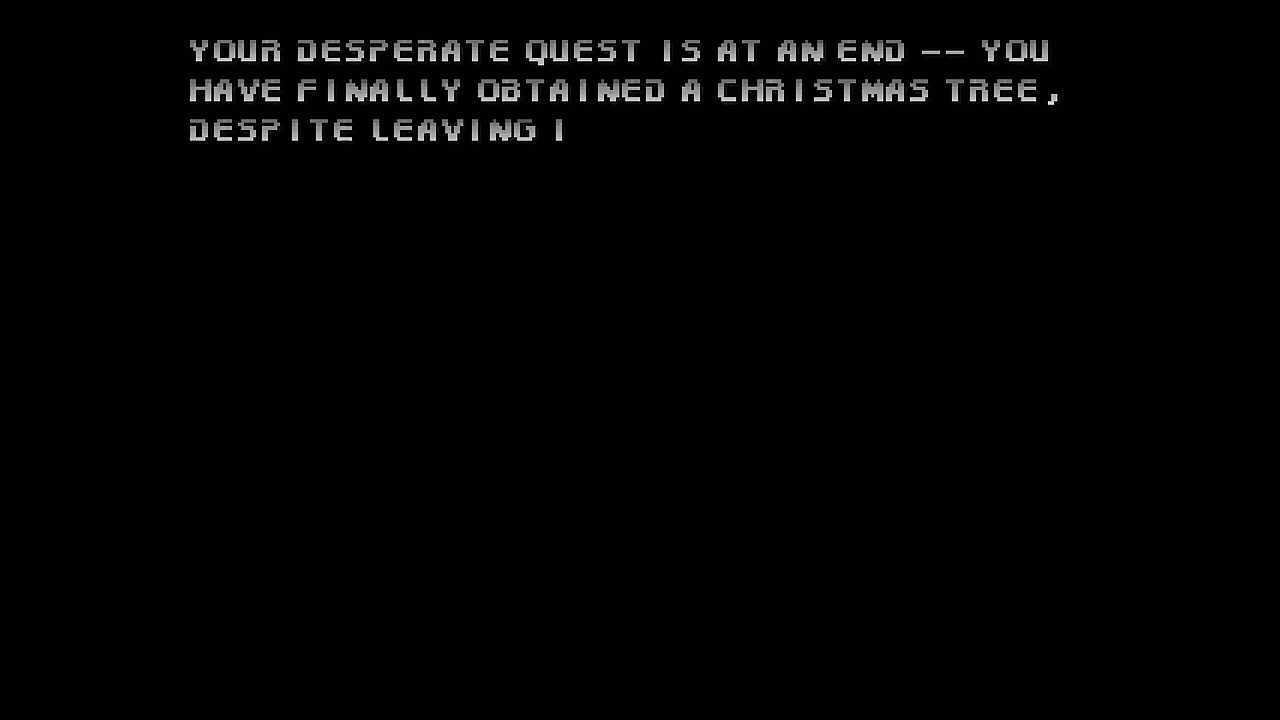 YOUR DESPERATE QUEST IS AT AN END -- YOU
HAVE FINALLY OBTAINED A CHRISTMAS TREE,
DESPITE LEAVING I